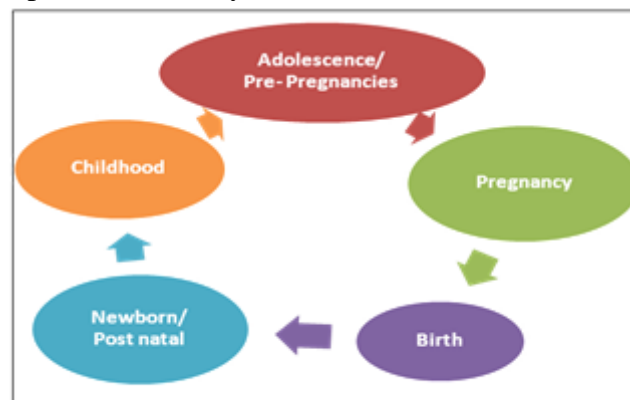 Adolescence/
Pre- Pregnancies
Childhood
Pregnancy
Newborn/
Post natal
Birth